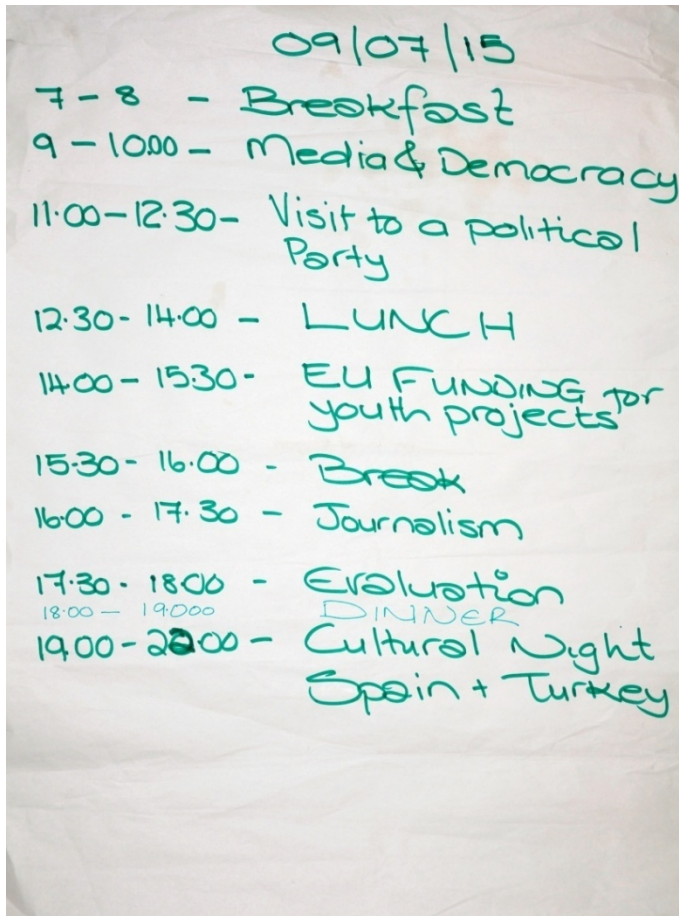 09/07/15
7-8 - Breakfast
9-10.00- Media & Democracy
11.00-12.30- Visit to a political
Party
12.30- 14.00 - LUNCH
14.00- 15.30- EU FUNDING for
youth projects
15.30- 16.00 - Break
16.00 - 17.30 - Journalism
17.30 - 18.00 - Evaluation
18.00 - 19.000 DINNER
19.00-22.00- Cultural Night
Spain + Turkey